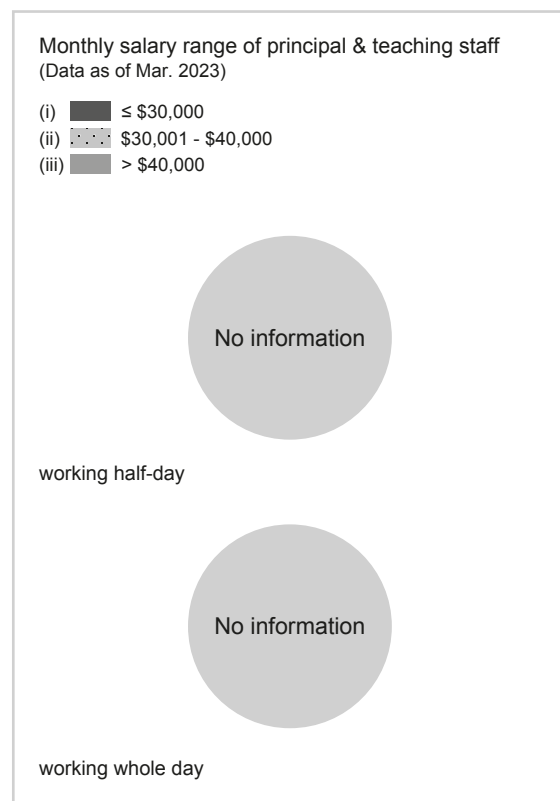 Monthly salary range of principal & teaching staff
(Data as of Mar. 2023)
(i) ≤ $30,000
(ii) $30,001 - $40,000
(iii) > $40,000
No information
working half-day
No information
working whole day